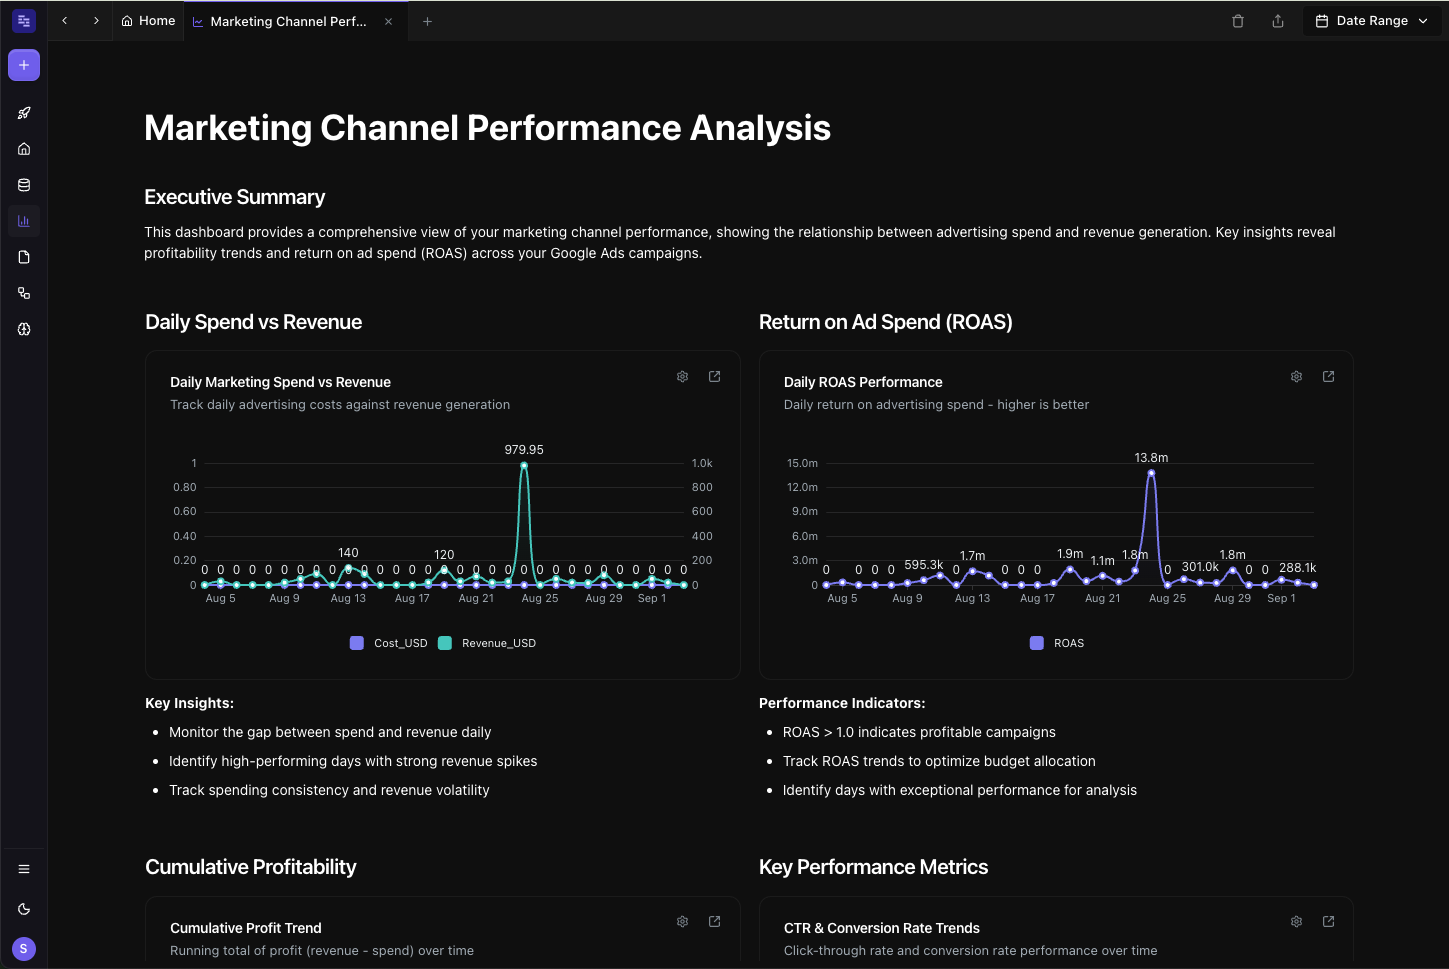 Home
Marketing Channel Perf...
Date Range
Marketing Channel Performance Analysis
Executive Summary
This dashboard provides a comprehensive view of your marketing channel performance, showing the relationship between advertising spend and revenue generation. Key insights reveal
profitability trends and return on ad spend (ROAS) across your Google Ads campaigns.
Daily Spend vs Revenue
Daily Marketing Spend vs Revenue
Track daily advertising costs against revenue generation
979.95
1 1.0k
0.80 800
0.60 600
0.40 400
140 120
0.20 200
0 0 0 0 0 0 0 0 0 0 0 0 0 0 0 0 0 0 0 0 0 0 0 0 0 0 0 0 0 0 0
0 0
Aug 5 Aug 9 Aug 13 Aug 17 Aug 21 Aug 25 Aug 29 Sep 1
Cost_USD Revenue_USD
Key Insights:
Monitor the gap between spend and revenue daily
Identify high-performing days with strong revenue spikes
Track spending consistency and revenue volatility
Return on Ad Spend (ROAS)
Daily ROAS Performance
Daily return on advertising spend - higher is better
13.8m
15.0m
12.0m
9.0m
6.0m
3.0m
0
0 0 0 0 595.3k 0 1.7m 0 0 0 1.9m 1.1m 1.8m 0 301.0k 1.8m 0 0 288.1k
Aug 5 Aug 9 Aug 13 Aug 17 Aug 21 Aug 25 Aug 29 Sep 1
ROAS
Performance Indicators:
ROAS > 1.0 indicates profitable campaigns
Track ROAS trends to optimize budget allocation
Identify days with exceptional performance for analysis
Cumulative Profitability
Cumulative Profit Trend
Running total of profit (revenue - spend) over time
Key Performance Metrics
CTR & Conversion Rate Trends
Click-through rate and conversion rate performance over time
S